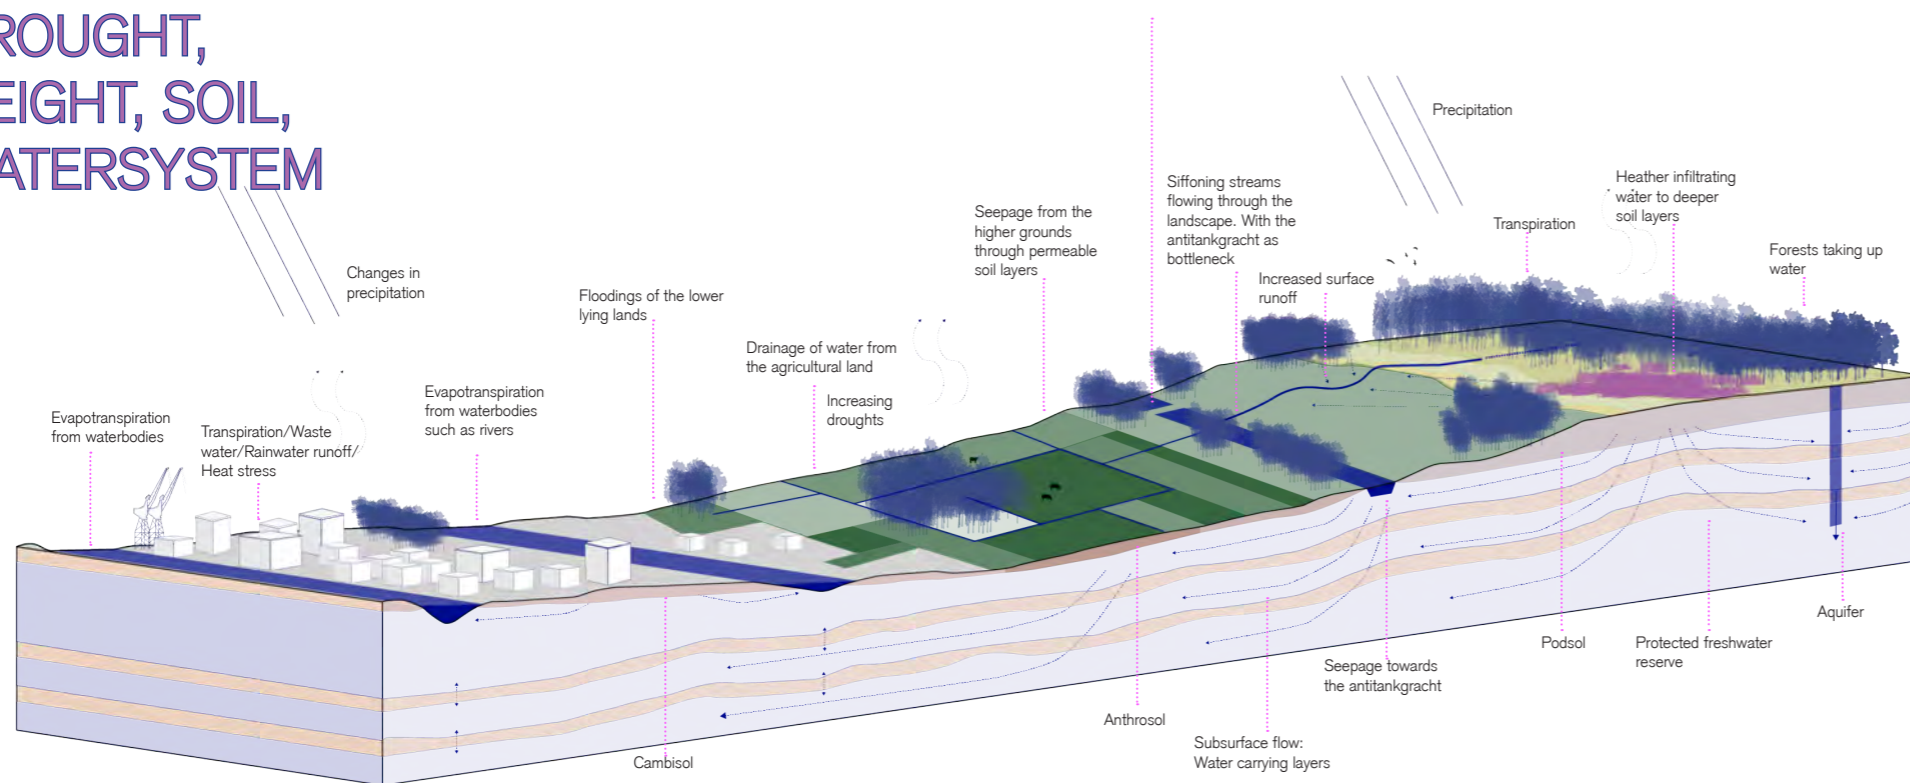 ROUGHT,
EIGHT, SOIL,
ATERSYSTEM
Precipitation
Changes in
precipitation
Siffoning streams
flowing through the
landscape. With the
antitankgracht as
bottleneck
Heather infiltrating
water to deeper
soil layers
Transpiration
Forests taking up
water
Seepage from the
higher grounds
through permeable
soil layers
Increased surface
runoff
Floodings of the lower
lying lands
Drainage of water from
the agricultural land
Increasing
droughts
Evapotranspiration
from waterbodies
such as rivers
Evapotranspiration
from waterbodies
Transpiration/Waste
water/Rainwater runoff/
Heat stress
Aquifer
Podsol
Protected freshwater
reserve
Seepage towards
the antitankgracht
Anthrosol
Subsurface flow:
Water carrying layers
Cambisol